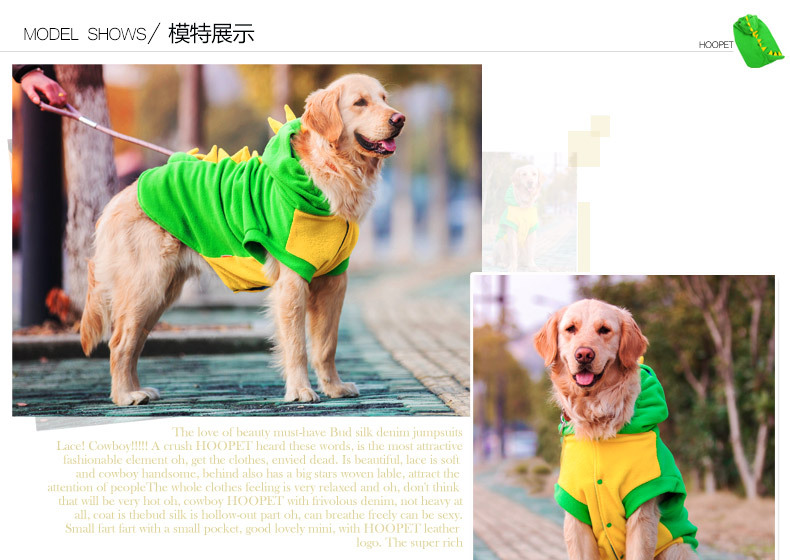 MODEL SHOWS/ 模特展示
HOOPET
The love of beauty must-have Bud silk denim jumpsuits
Lace! Cowboy!!!!! A crush HOOPET heard these words, is the most attractive
fashionable element oh, get the clothes, envied dead. Is beautiful, lace is soft
and cowboy handsome, behind also has a big stars woven lable, attract the
attention of peopleThe whole clothes feeling is very relaxed and oh, don't think
that will be very hot oh, cowboy HOOPET with frivolous denim, not heavy at
all, coat is thebud silk is hollow-out part oh, can breathe freely can be sexy.
Small fart fart with a small pocket, good lovely mini, with HOOPET leather
logo. The super rich